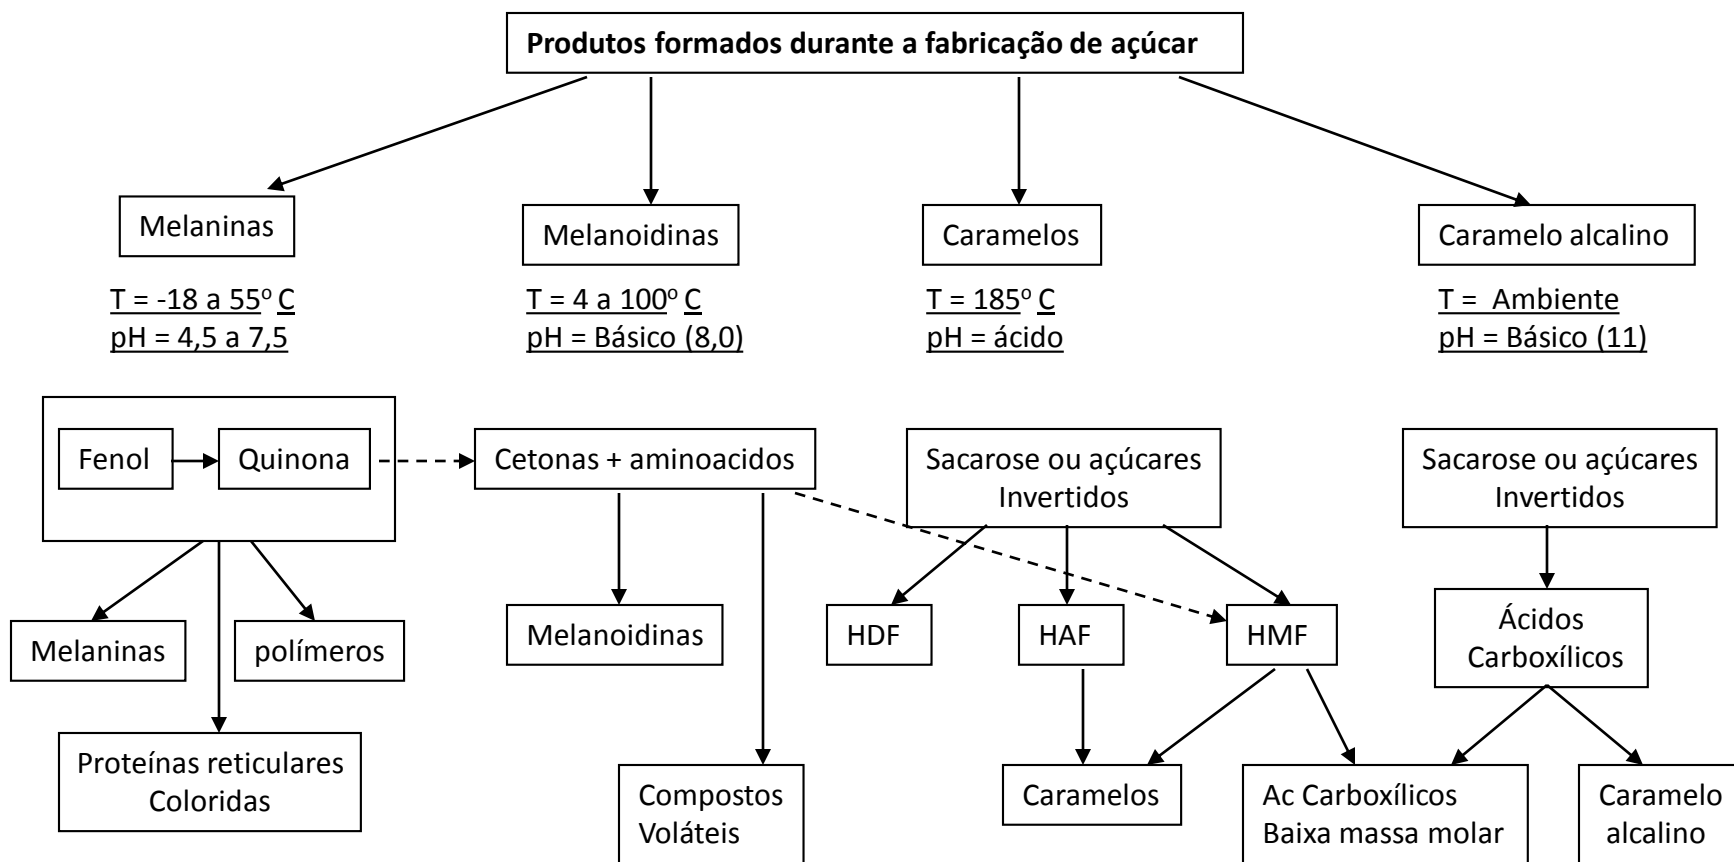 Produtos formados durante a fabricação de açúcar
Melaninas
Melanoidinas
Caramelos
Caramelo alcalino
T = -18 a 55º C
pH = 4,5 a 7,5
T = 4 a 100º C
pH = Básico (8,0)
T = 185º C
pH = ácido
T = Ambiente
pH = Básico (11)
Fenol
Quinona
Cetonas + aminoacidos
Sacarose ou açúcares
Invertidos
Sacarose ou açúcares
Invertidos
Melaninas
polímeros
Melanoidinas
HDF
HAF
HMF
Ácidos
Carboxílicos
Proteínas reticulares
Coloridas
Compostos
Voláteis
Caramelos
Ac Carboxílicos
Baixa massa molar
Caramelo
alcalino